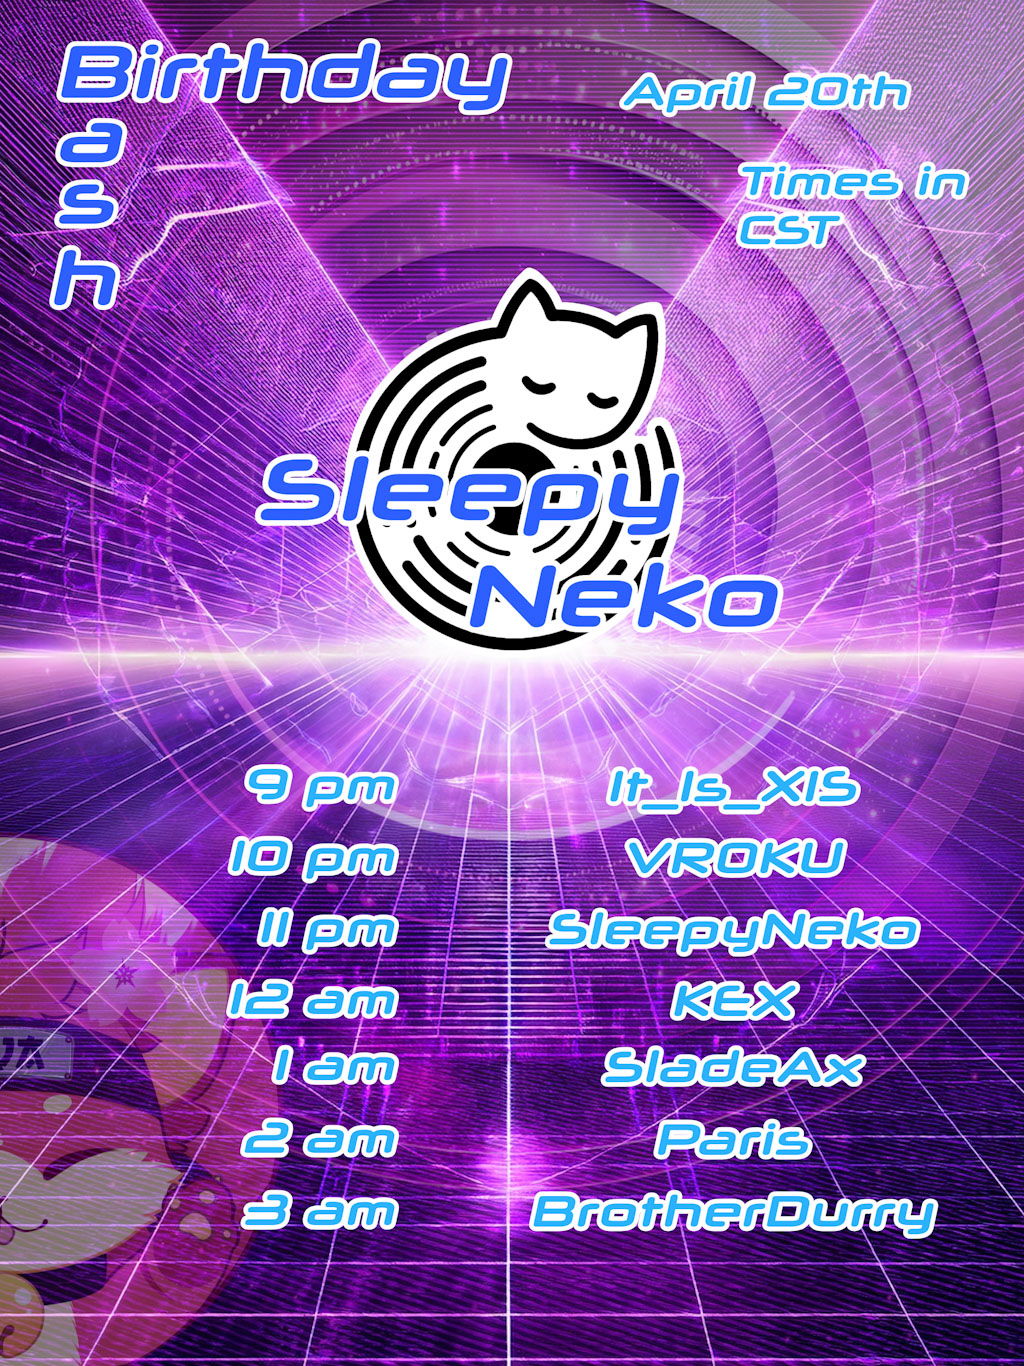 Birthday
a
s
h
April 20th
Times in
CST
Sleepy
Neko
9 pm It_Is_XIS
10 pm VROKU
11 pm SleepyNeko
12 am KEX
1 am SladeAx
2 am Paris
3 am BrotherDurry